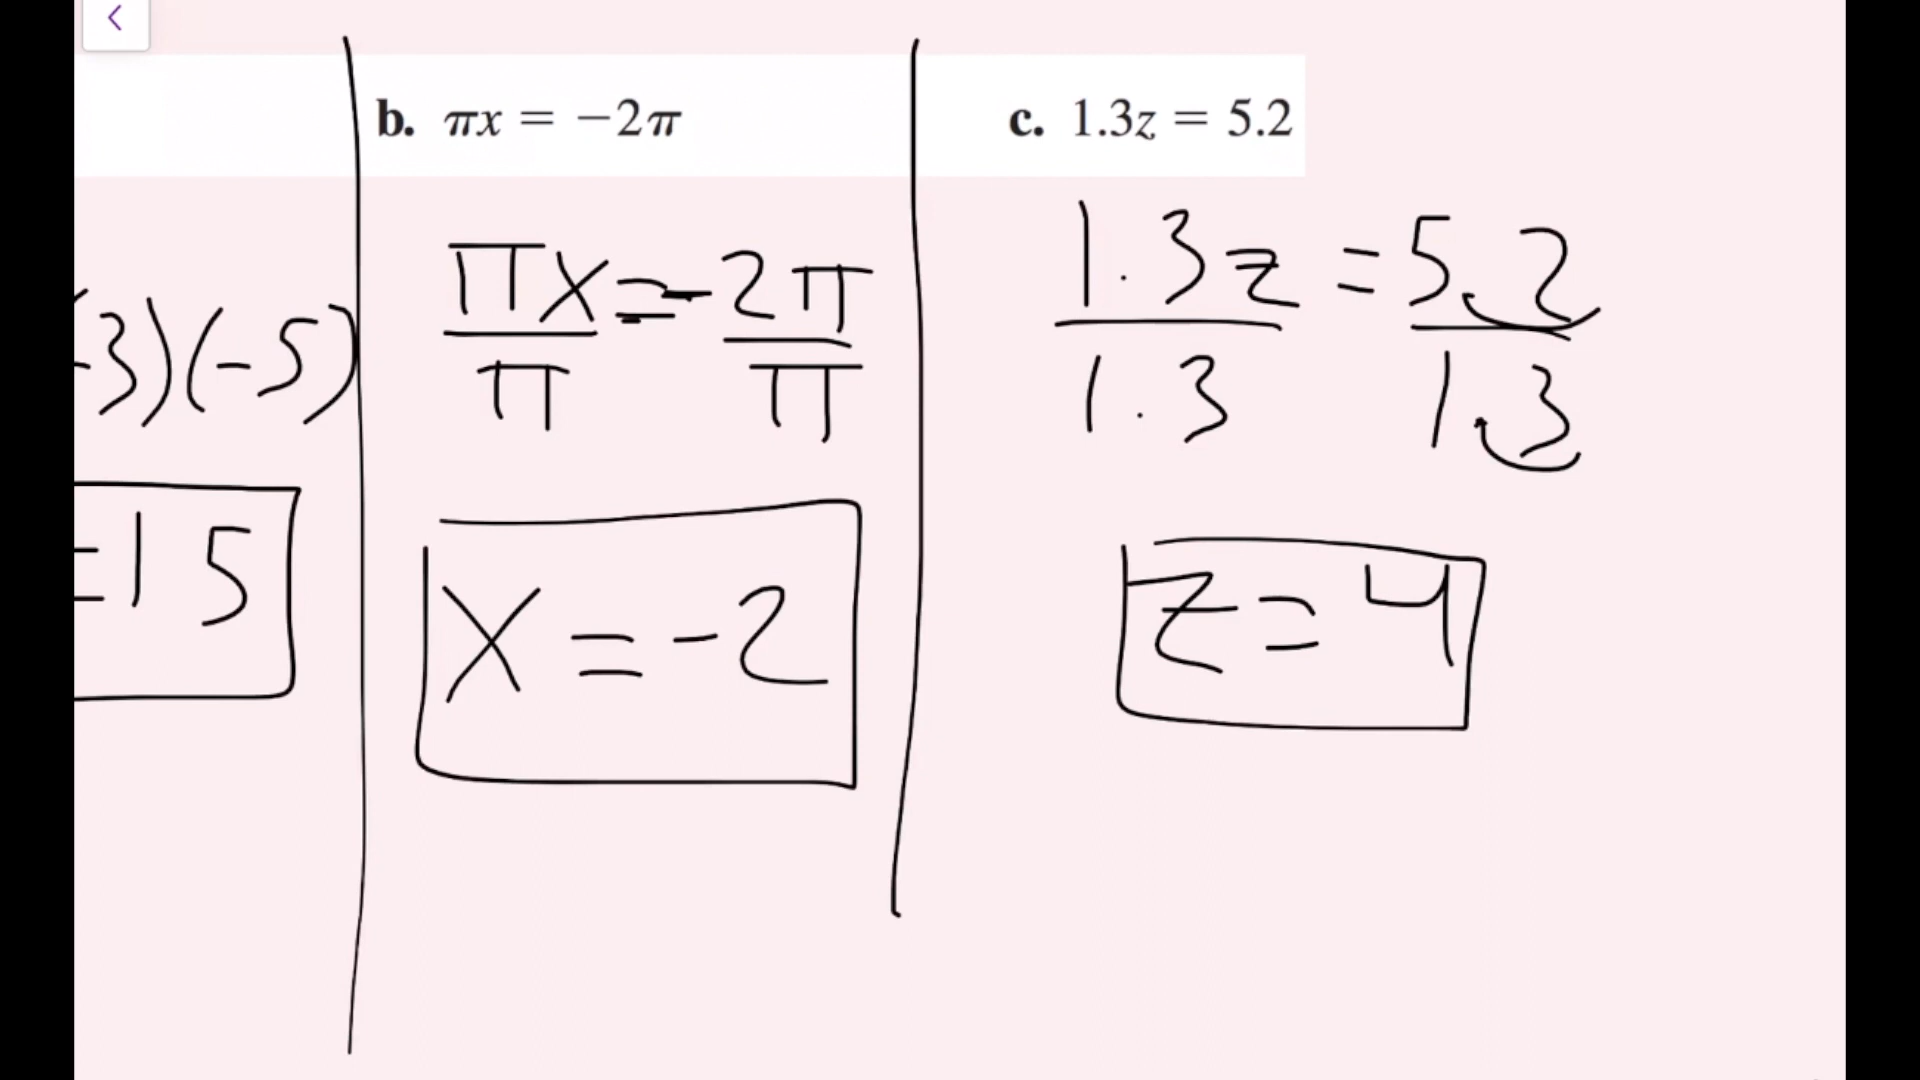 b. πx = −2π
c. 1.3z = 5.2
-3)(-5)
=15
πx = -2π
π π
x = -2
1.3z = 5.2
1.3 1.3
z = 4